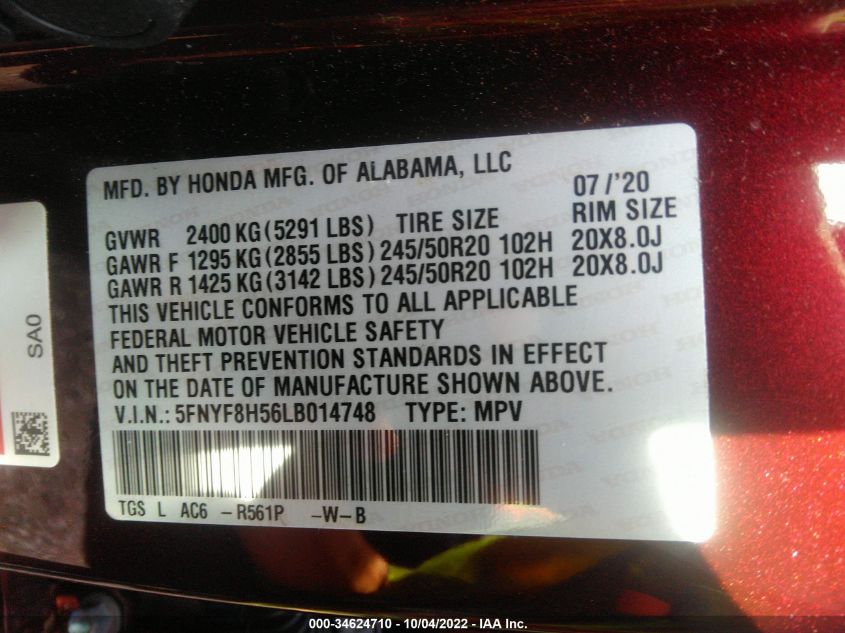 MFD. BY HONDA MFG. OF ALABAMA, LLC 07/'20
GVWR 2400 KG (5291 LBS) TIRE SIZE RIM SIZE
GAWR F 1295 KG (2855 LBS) 245/50R20 102H 20X8.0J
GAWR R 1425 KG (3142 LBS) 245/50R20 102H 20X8.0J
THIS VEHICLE CONFORMS TO ALL APPLICABLE
FEDERAL MOTOR VEHICLE SAFETY
AND THEFT PREVENTION STANDARDS IN EFFECT
ON THE DATE OF MANUFACTURE SHOWN ABOVE.
V.I.N.: 5FNYF8H56LB014748 TYPE: MPV
TGS L AC6 -R561P -W-B
SA0
000-34624710 - 10/04/2022 - IAA Inc.